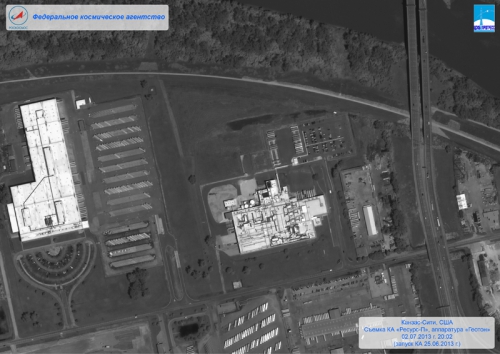 Федеральное космическое агентство
Канзас-Сити, США
Съемка КА «Ресурс-П», аппаратура «Геотон»
02.07.2013 г. 20:02
(запуск КА 25.06.2013 г.)